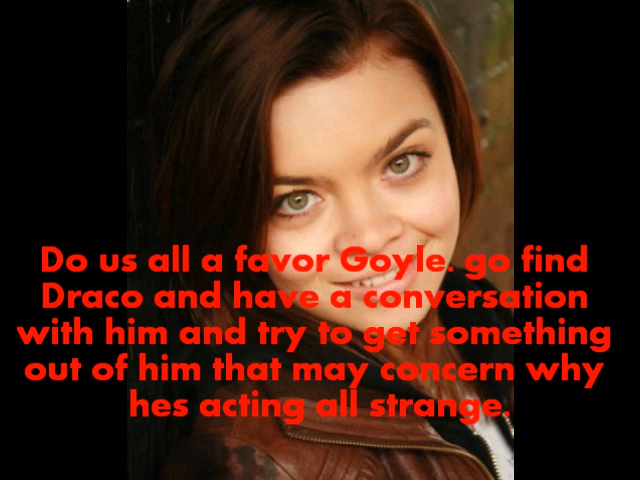 Do us all a favor Goyle. go find
Draco and have a conversation
with him and try to get something
out of him that may concern why
hes acting all strange.